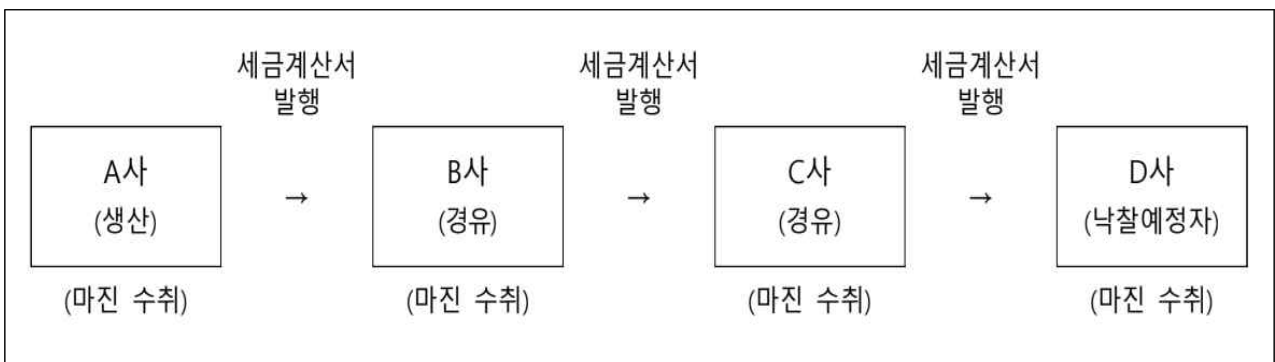 세금계산서 세금계산서 세금계산서
발행 발행 발행
A사 B사 C사 D사
(생산) → (경유) → (경유) → (낙찰예정자)
(마진 수취) (마진 수취) (마진 수취) (마진 수취)